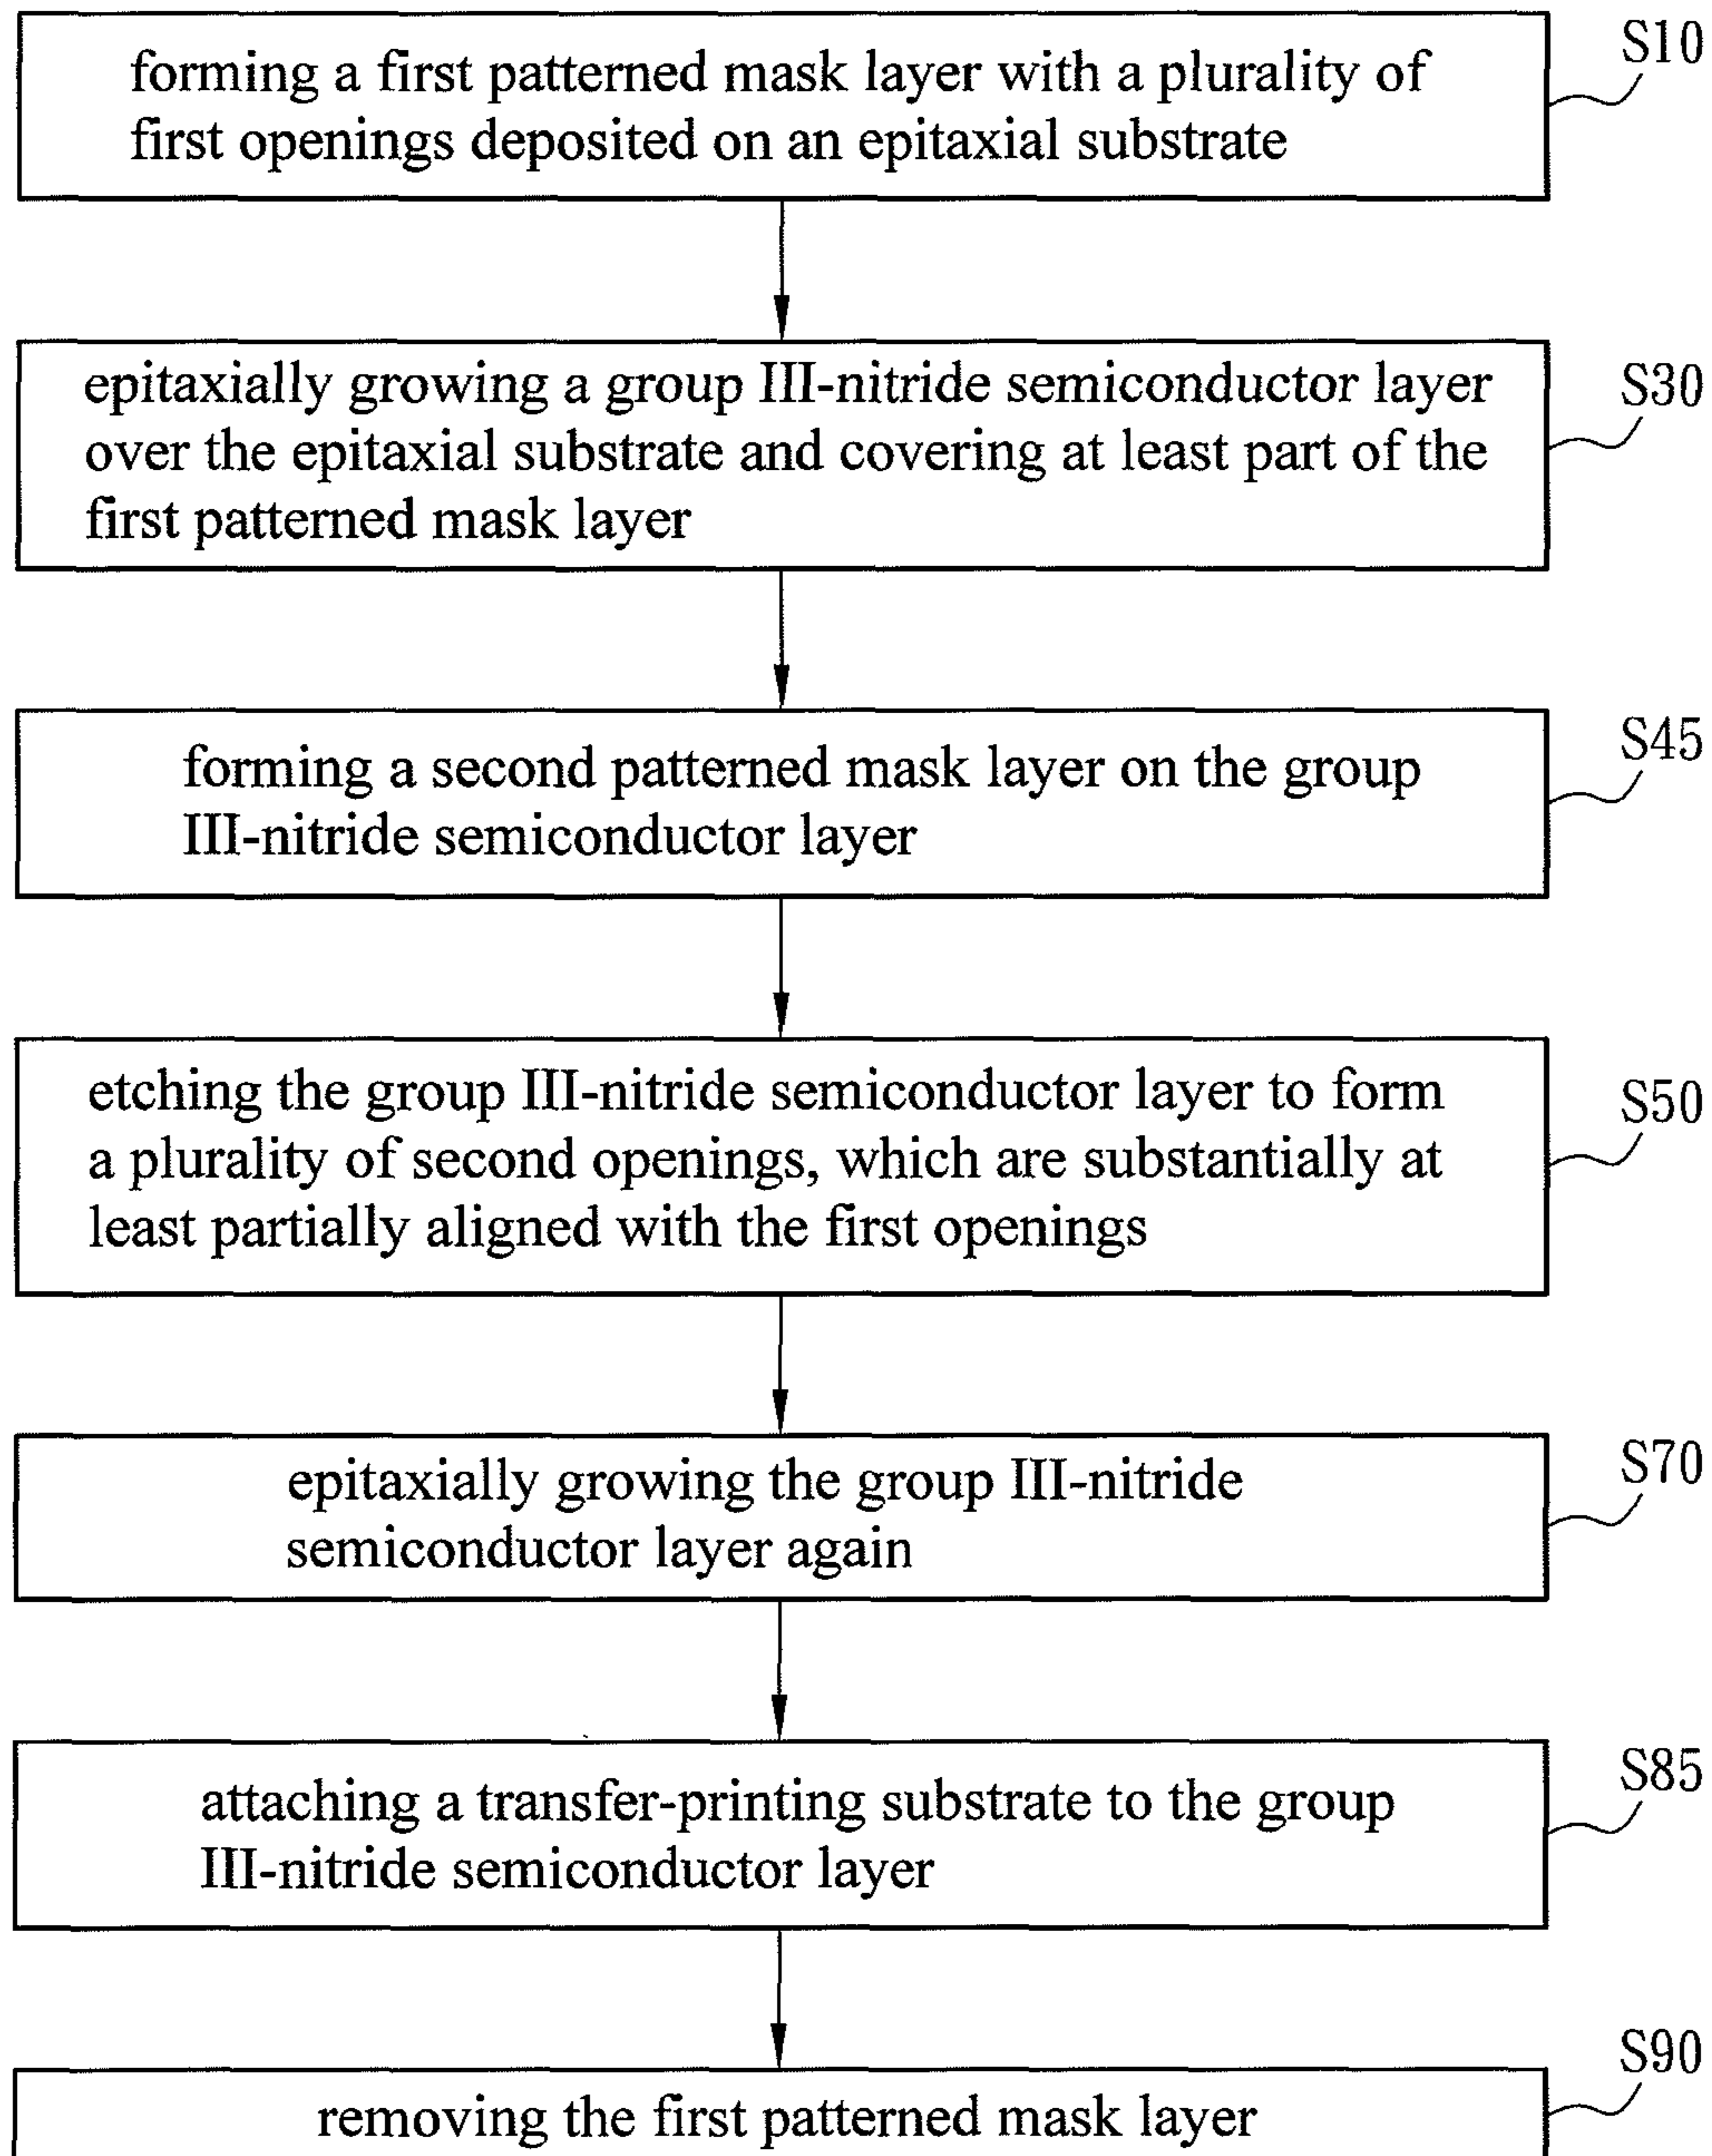 forming a first patterned mask layer with a plurality of
first openings deposited on an epitaxial substrate
S10
epitaxially growing a group III-nitride semiconductor layer
over the epitaxial substrate and covering at least part of the
first patterned mask layer
S30
forming a second patterned mask layer on the group
III-nitride semiconductor layer
S45
etching the group III-nitride semiconductor layer to form
a plurality of second openings, which are substantially at
least partially aligned with the first openings
S50
epitaxially growing the group III-nitride
semiconductor layer again
S70
attaching a transfer-printing substrate to the group
III-nitride semiconductor layer
S85
removing the first patterned mask layer
S90